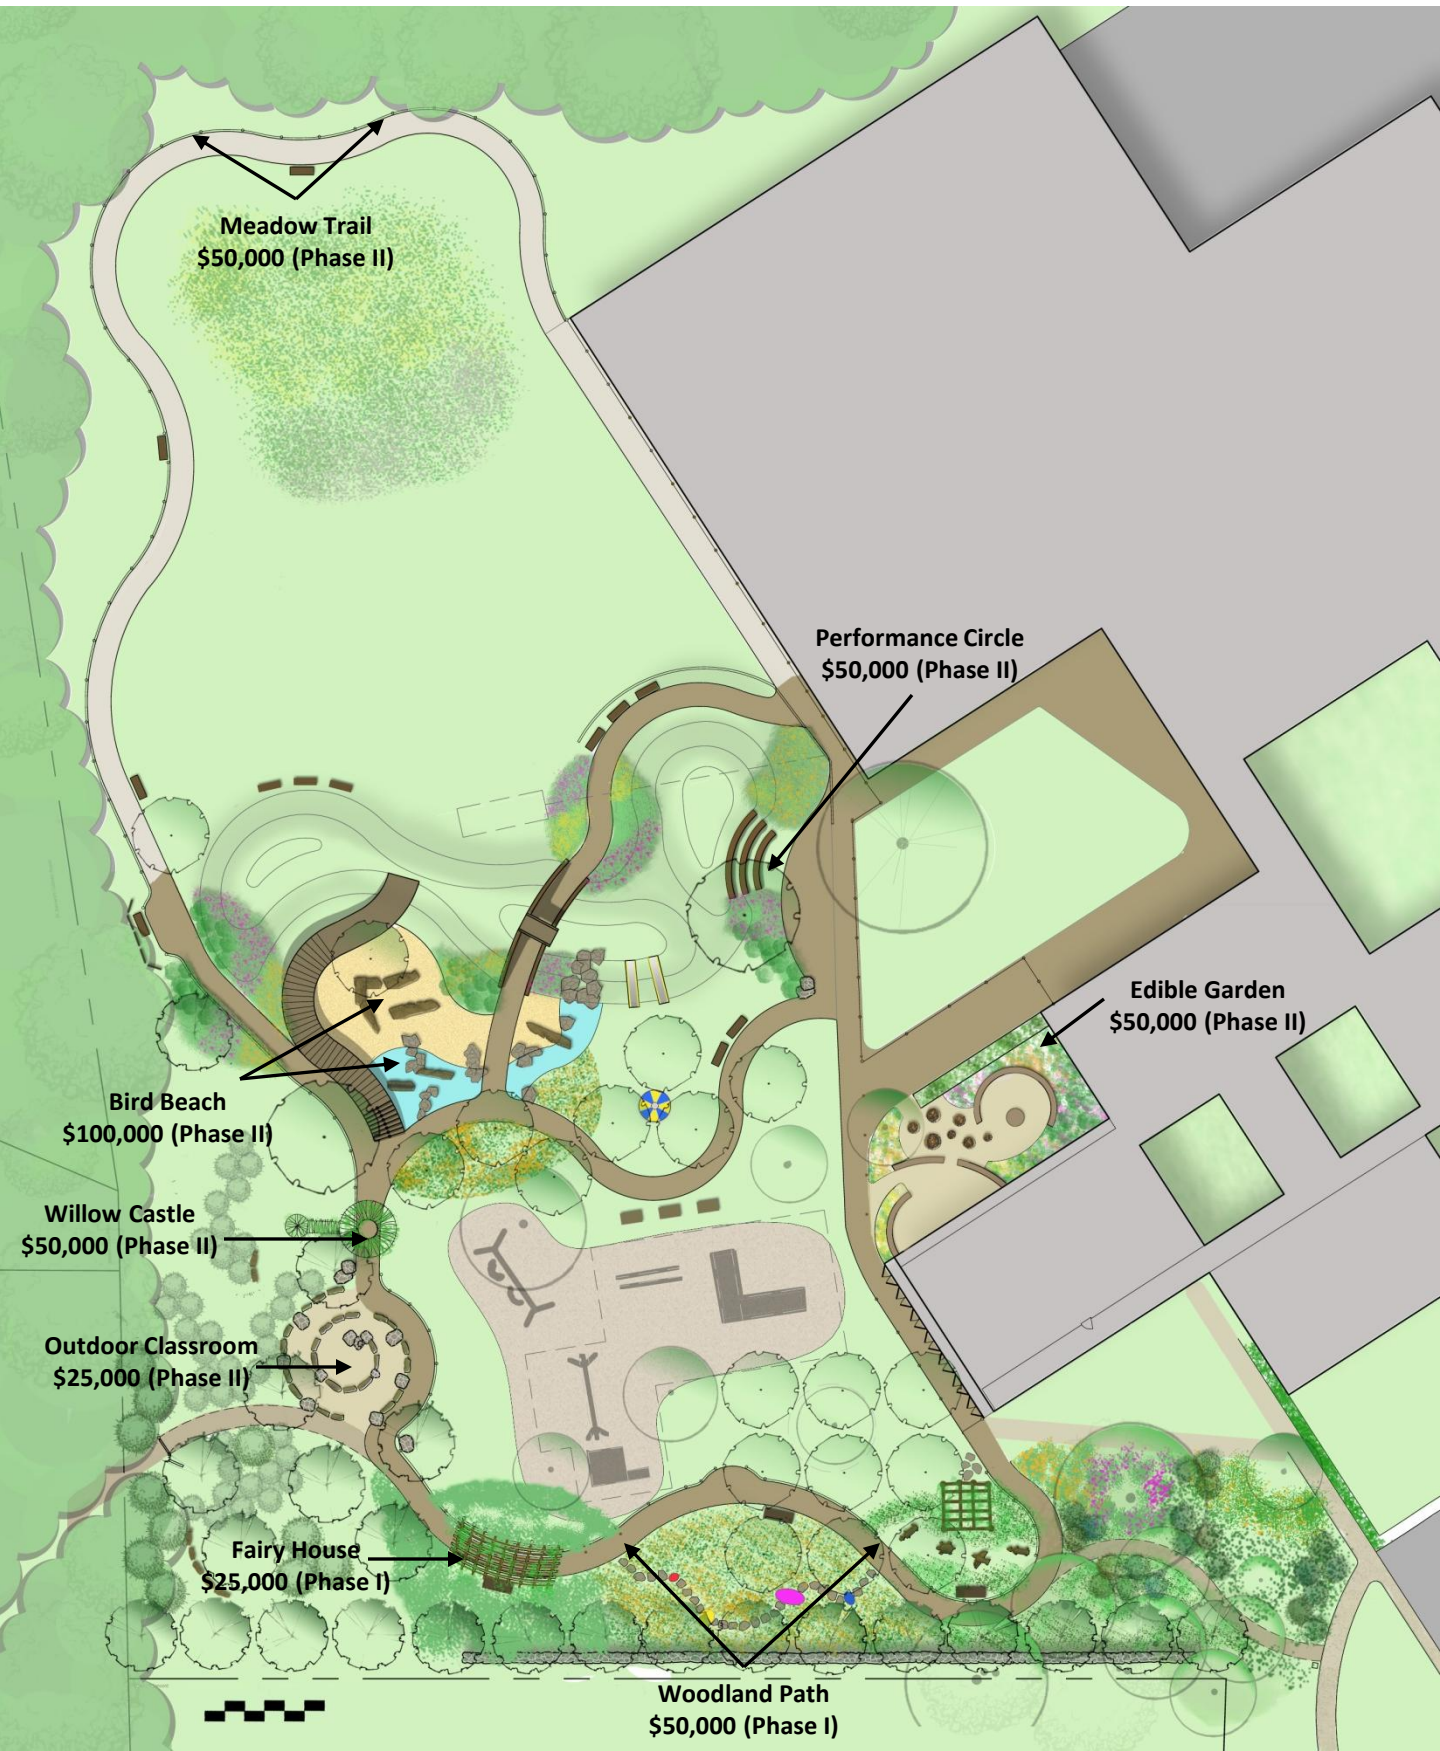 Meadow Trail
$50,000 (Phase II)
Performance Circle
$50,000 (Phase II)
Edible Garden
$50,000 (Phase II)
Bird Beach
$100,000 (Phase II)
Willow Castle
$50,000 (Phase II)
Outdoor Classroom
$25,000 (Phase II)
Fairy House
$25,000 (Phase I)
Woodland Path
$50,000 (Phase I)